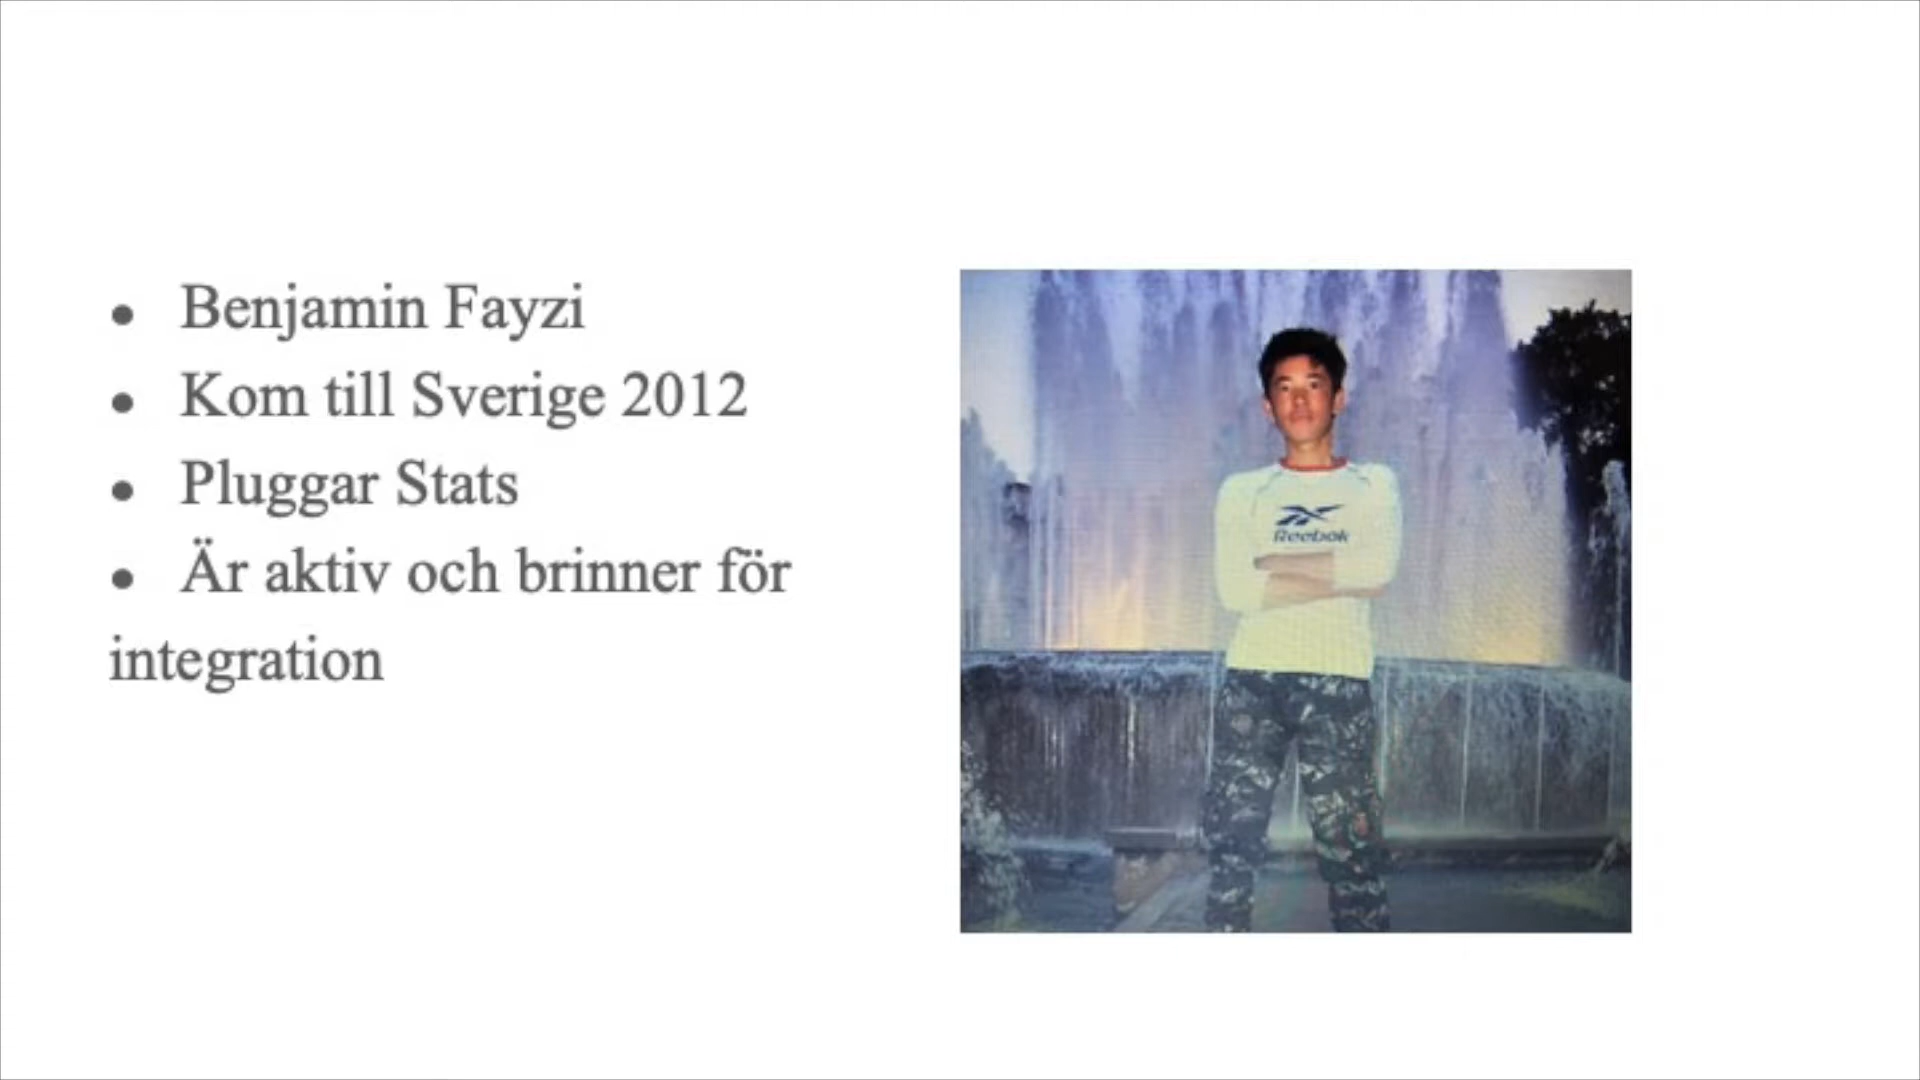 ● Benjamin Fayzi
● Kom till Sverige 2012
● Pluggar Stats
● Är aktiv och brinner för
integration
Reebok